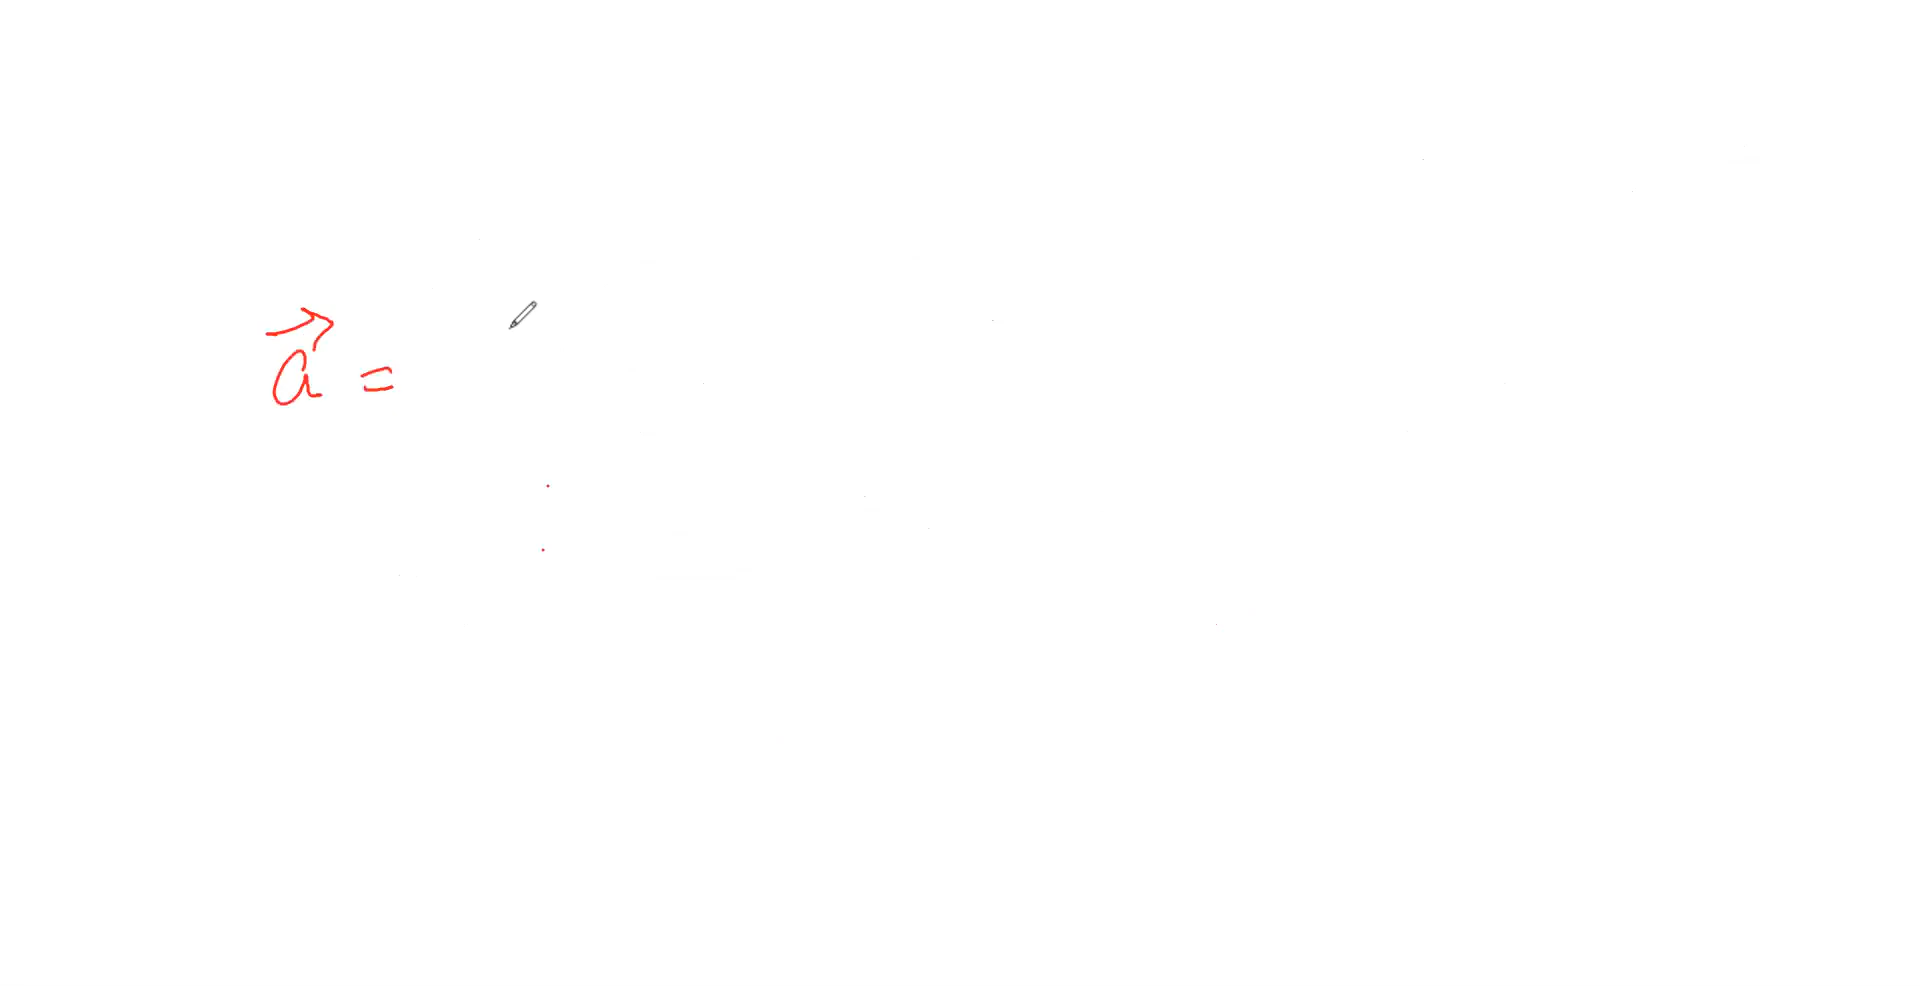 a⃗ =